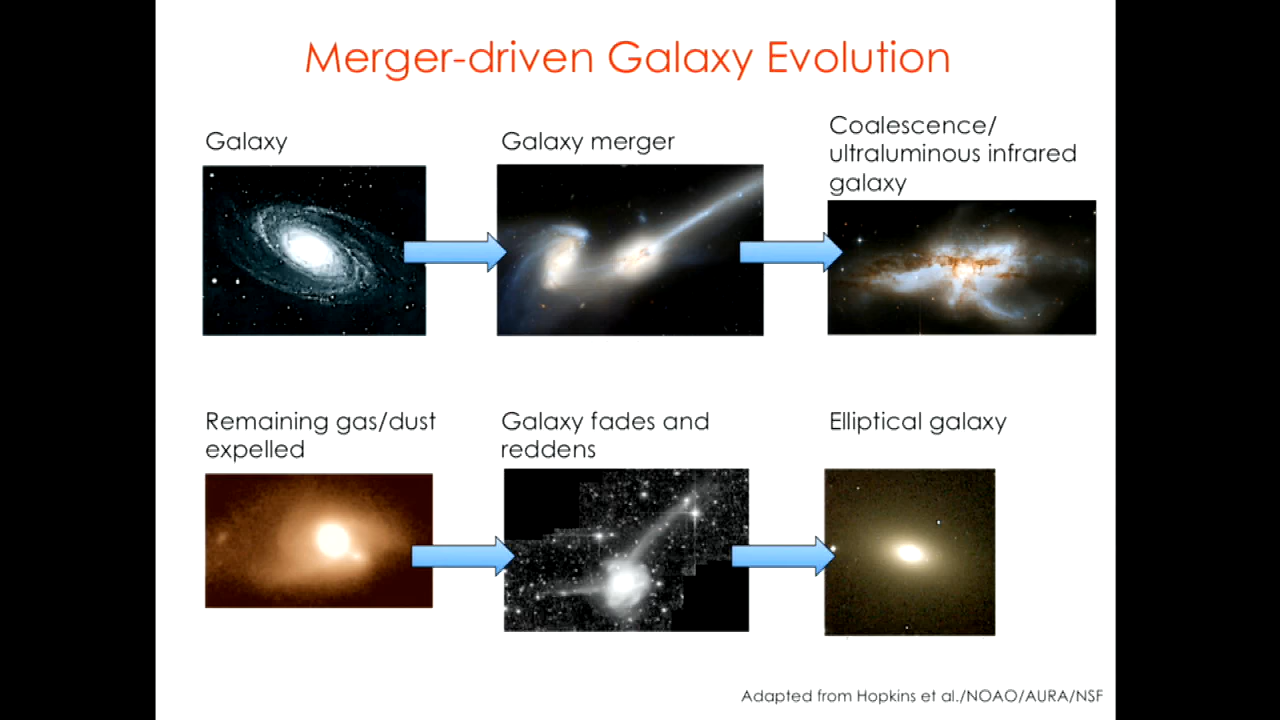 Merger-driven Galaxy Evolution
Galaxy
Galaxy merger
Coalescence/
ultraluminous infrared
galaxy
Remaining gas/dust
expelled
Galaxy fades and
reddens
Elliptical galaxy
Adapted from Hopkins et al./NOAO/AURA/NSF